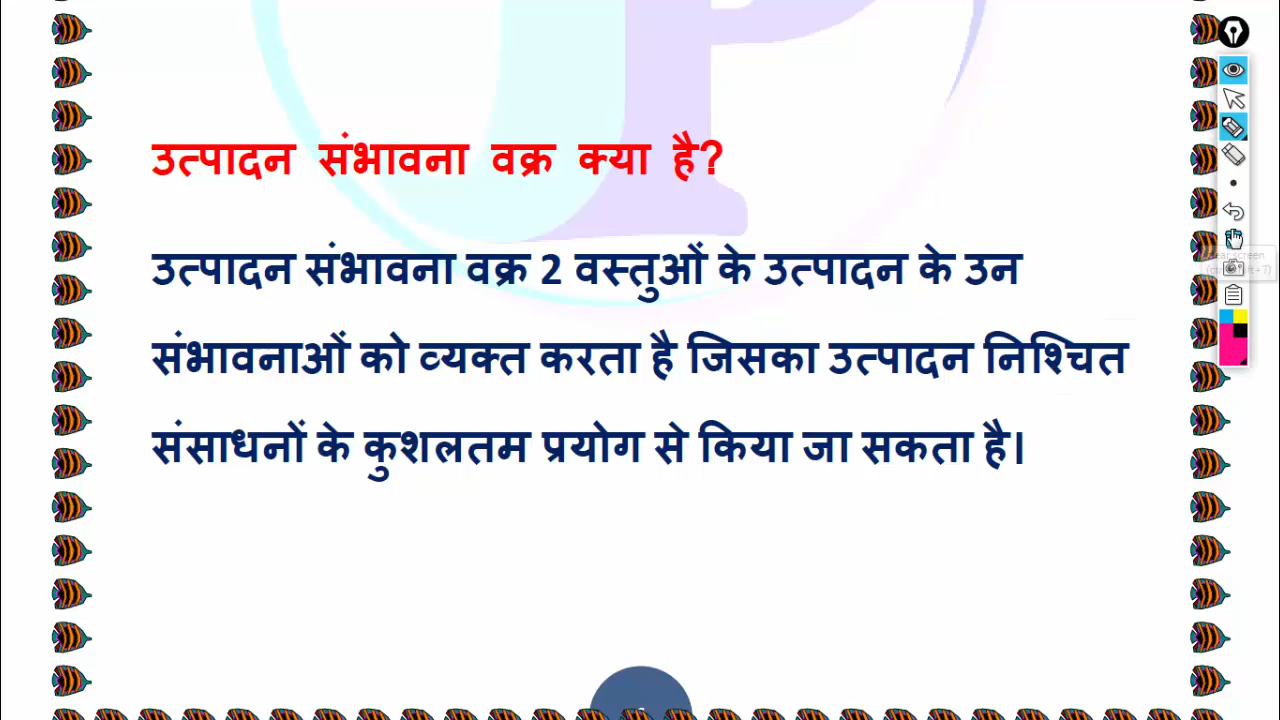 उत्पादन संभावना वक्र क्या है?
उत्पादन संभावना वक्र 2 वस्तुओं के उत्पादन के उन
संभावनाओं को व्यक्त करता है जिसका उत्पादन निश्चित
संसाधनों के कुशलतम प्रयोग से किया जा सकता है।